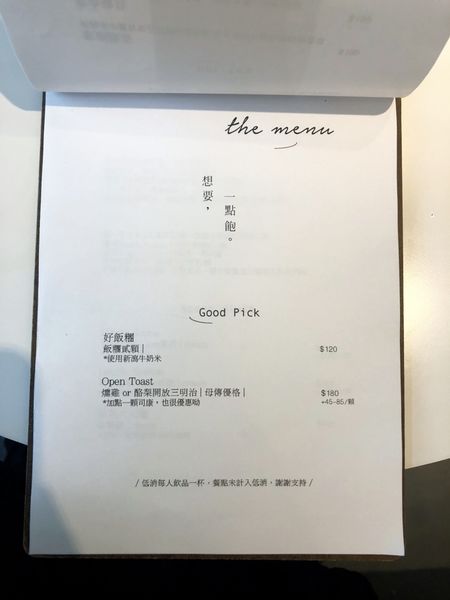 the menu
想要，
一點飽。
Good Pick
好飯糰
飯糰貳顆|
$120
*使用新瀉牛奶米
Open Toast
燻雞 or 酪梨開放三明治|母傳優格|
$180
*加點一顆司康，也很優惠呦
+45-85/顆
/ 低消每人飲品一杯，餐點未計入低消，謝謝支持 /